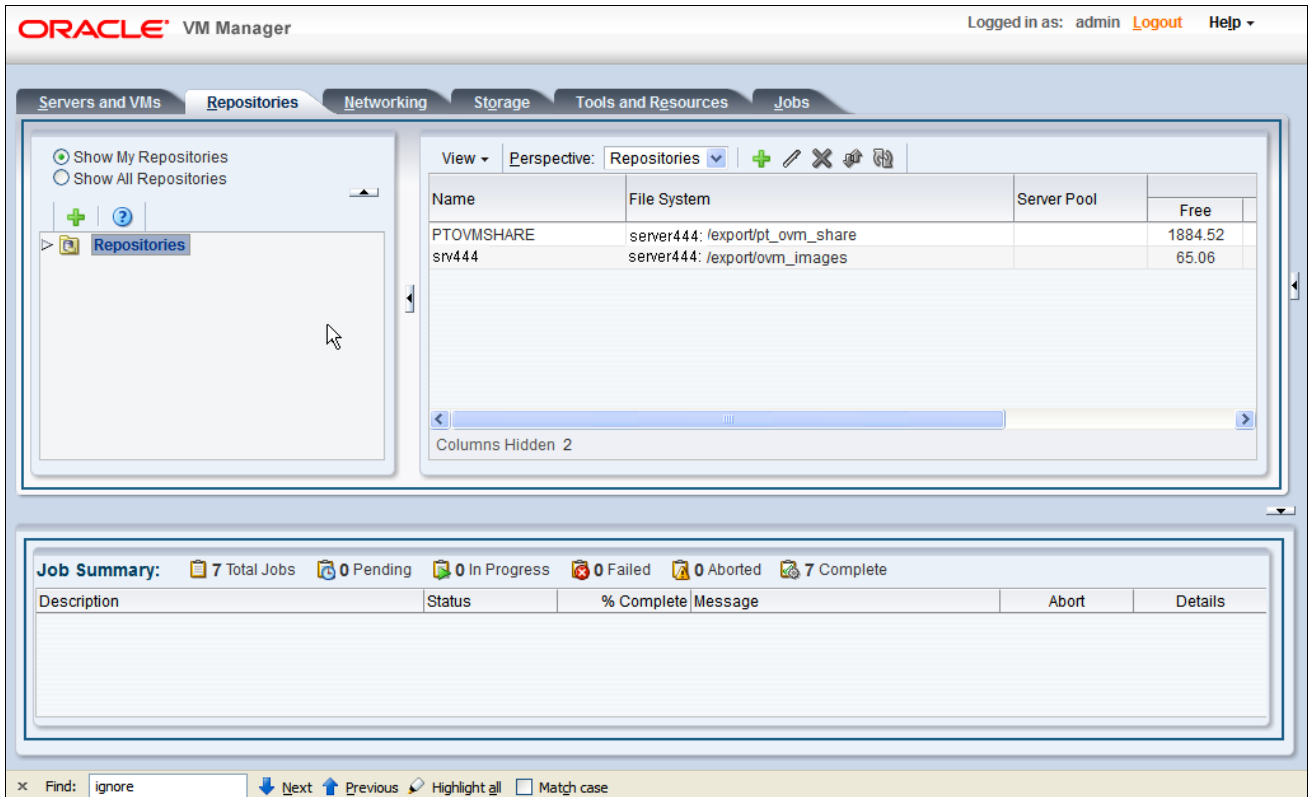 ORACLE VM Manager
Logged in as: admin Logout Help
Servers and VMs Repositories Networking Storage Tools and Resources Jobs
Show My Repositories
Show All Repositories
Repositories
View Perspective: Repositories
Name File System Server Pool
Free
PTOVMSHARE server444: /export/pt_ovm_share 1884.52
srv444 server444: /export/ovm_images 65.06
Columns Hidden 2
Job Summary: 7 Total Jobs 0 Pending 0 In Progress 0 Failed 0 Aborted 7 Complete
Description Status % Complete Message Abort Details
× Find: ignore Next Previous Highlight all Match case